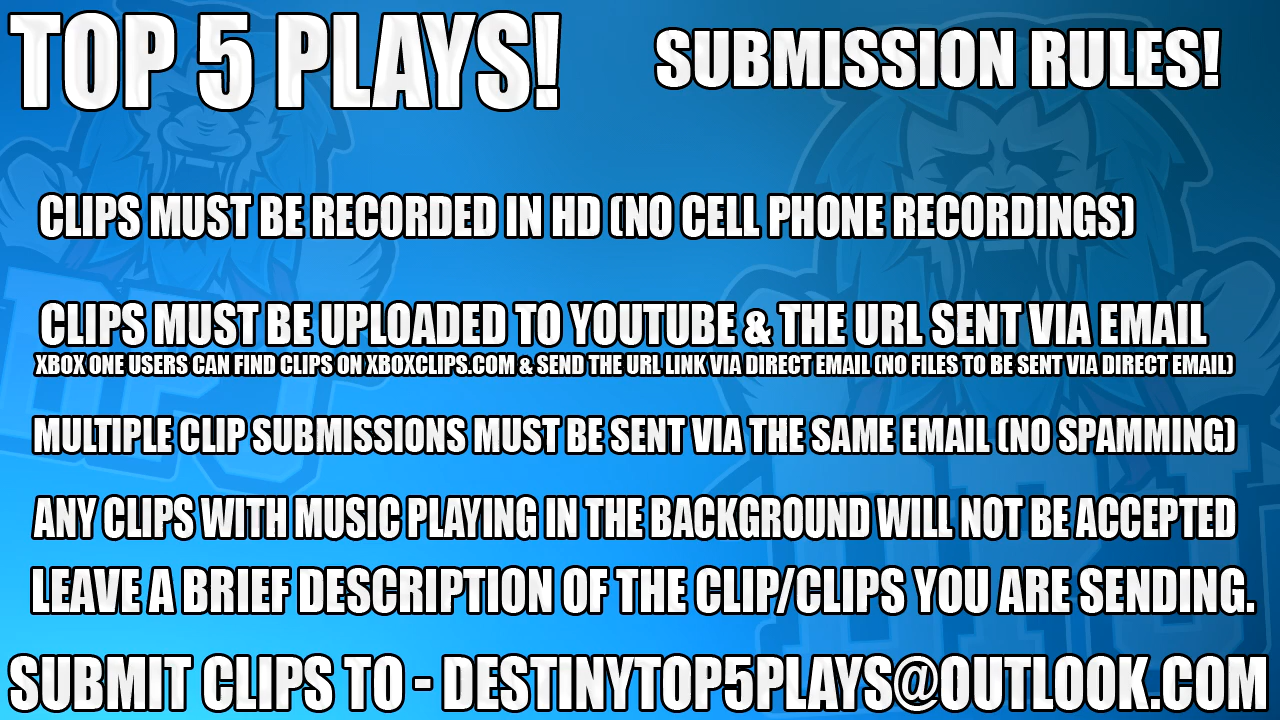 TOP 5 PLAYS!
SUBMISSION RULES!
CLIPS MUST BE RECORDED IN HD (NO CELL PHONE RECORDINGS)
CLIPS MUST BE UPLOADED TO YOUTUBE & THE URL SENT VIA EMAIL
XBOX ONE USERS CAN FIND CLIPS ON XBOXCLIPS.COM & SEND THE URL LINK VIA DIRECT EMAIL (NO FILES TO BE SENT VIA DIRECT EMAIL)
MULTIPLE CLIP SUBMISSIONS MUST BE SENT VIA THE SAME EMAIL (NO SPAMMING)
ANY CLIPS WITH MUSIC PLAYING IN THE BACKGROUND WILL NOT BE ACCEPTED
LEAVE A BRIEF DESCRIPTION OF THE CLIP/CLIPS YOU ARE SENDING.
SUBMIT CLIPS TO - DESTINYTOP5PLAYS@OUTLOOK.COM